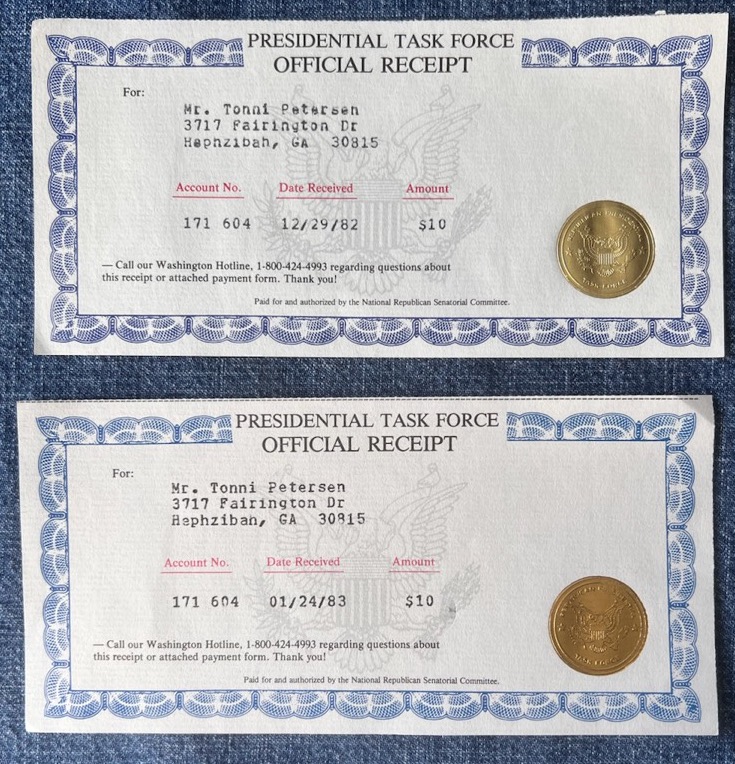 PRESIDENTIAL TASK FORCE
OFFICIAL RECEIPT
For:
Mr. Tonni Petersen
3717 Fairington Dr
Hephzibah, GA 30815
Account No. Date Received Amount
171 604 12/29/82 $10
— Call our Washington Hotline, 1-800-424-4993 regarding questions about
this receipt or attached payment form. Thank you!
Paid for and authorized by the National Republican Senatorial Committee.
REPUBLICAN PRESIDENTIAL
TASK FORCE
PRESIDENTIAL TASK FORCE
OFFICIAL RECEIPT
For:
Mr. Tonni Petersen
3717 Fairington Dr
Hephzibah, GA 30815
Account No. Date Received Amount
171 604 01/24/83 $10
— Call our Washington Hotline, 1-800-424-4993 regarding questions about
this receipt or attached payment form. Thank you!
Paid for and authorized by the National Republican Senatorial Committee.
TASK FORCE